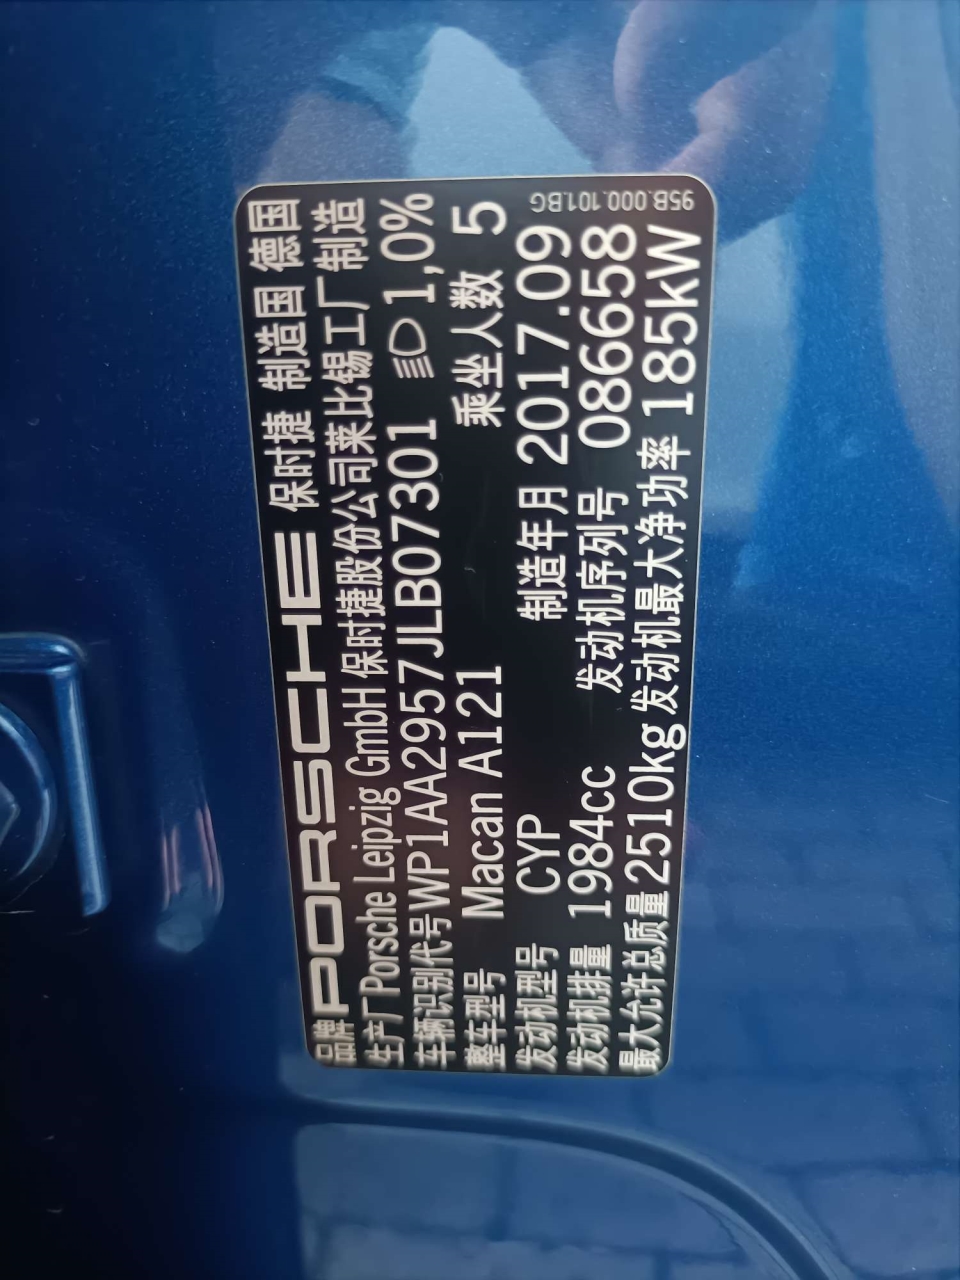 品牌 PORSCHE 保时捷 制造国 德国
生产厂 Porsche Leipzig GmbH 保时捷股份公司莱比锡工厂制造
车辆识别代号 WP1AA2957JLB07301 1,0%
整车型号 Macan A121 乘坐人数 5
发动机型号 CYP 制造年月 2017.09
发动机排量 1984cc 发动机序列号 086658
最大允许总质量 2510kg 发动机最大净功率 185kW
95B.000.101.BG